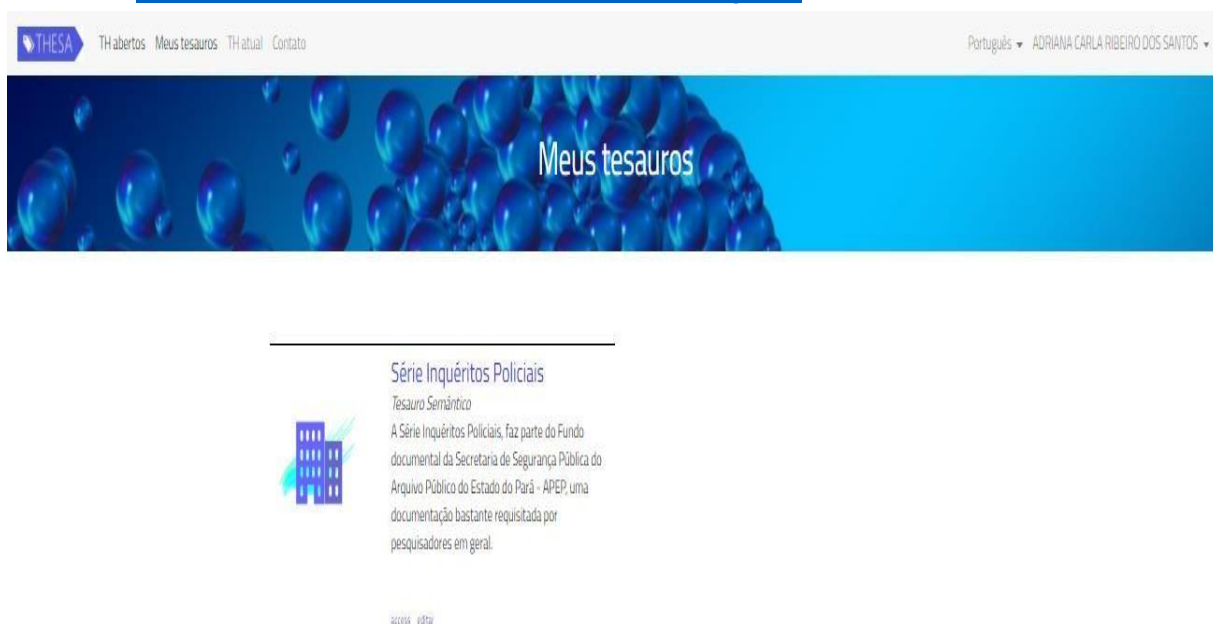 THESA TH abertos Meus tesauros TH atual Contato Português ADRIANA CARLA RIBEIRO DOS SANTOS
Meus tesauros
Série Inquéritos Policiais
Tesauro Semântico
A Série Inquéritos Policiais, faz parte do Fundo
documental da Secretaria de Segurança Pública do
Arquivo Público do Estado do Pará - APEP, uma
documentação bastante requisitada por
pesquisadores em geral.
access editar